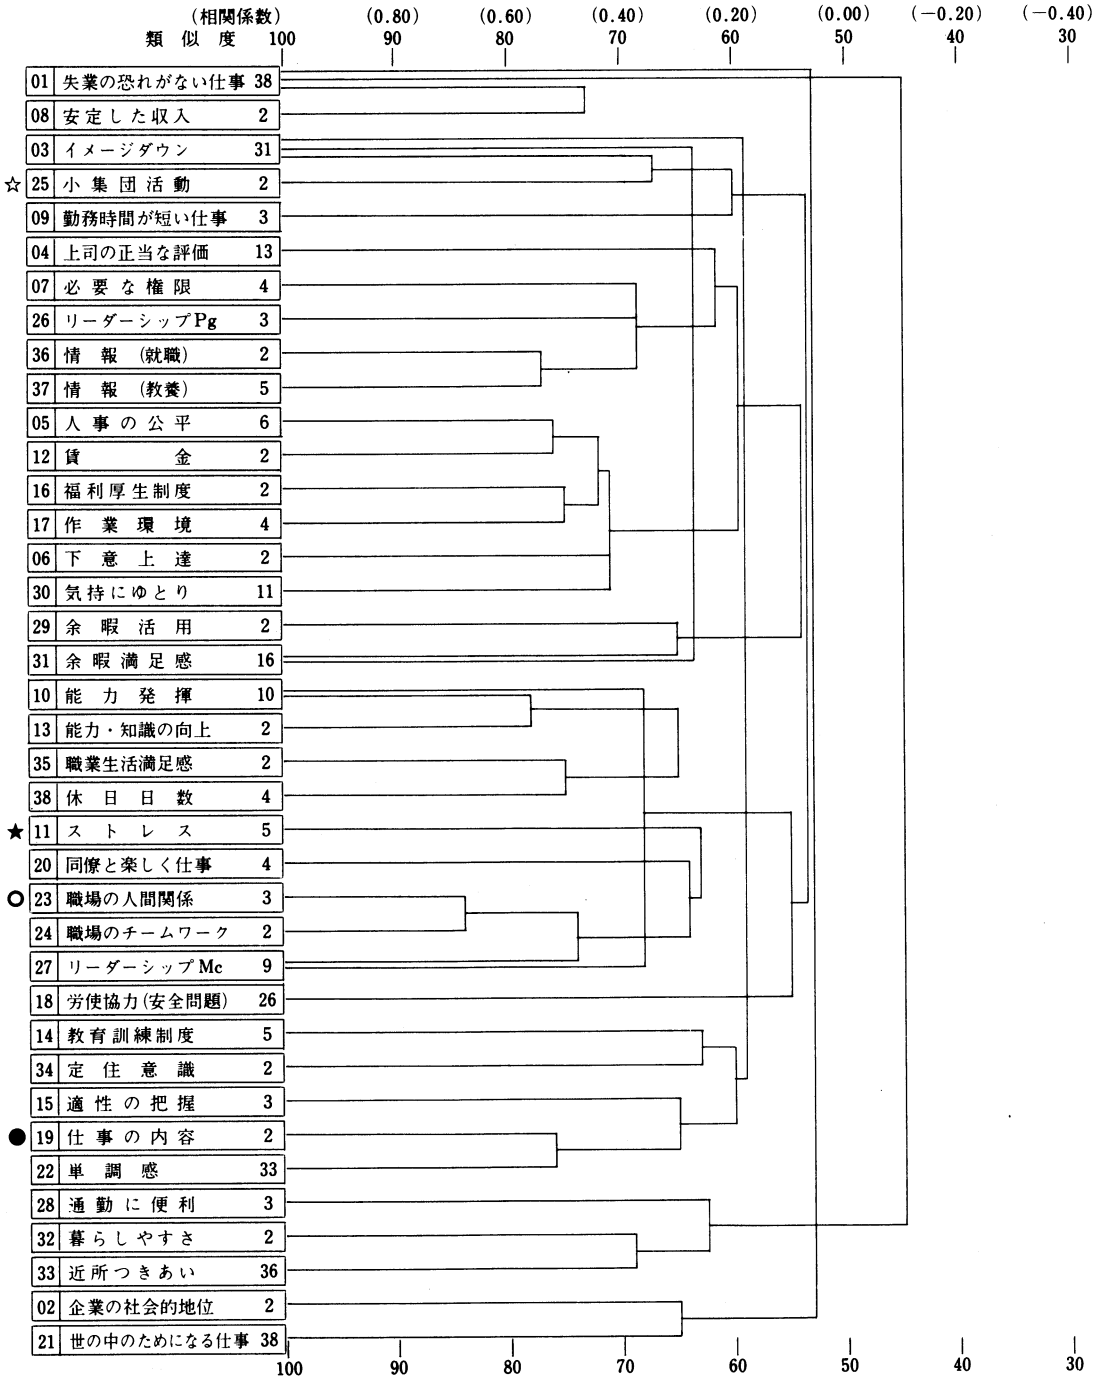 (相関係数) (0.80) (0.60) (0.40) (0.20) (0.00) (−0.20) (−0.40)
類似度 100 90 80 70 60 50 40 30
01 失業の恐れがない仕事 38
08 安定した収入 2
03 イメージダウン 31
☆ 25 小集団活動 2
09 勤務時間が短い仕事 3
04 上司の正当な評価 13
07 必要な権限 4
26 リーダーシップPg 3
36 情報(就職) 2
37 情報(教養) 5
05 人事の公平 6
12 賃金 2
16 福利厚生制度 2
17 作業環境 4
06 下意上達 2
30 気持にゆとり 11
29 余暇活用 2
31 余暇満足感 16
10 能力発揮 10
13 能力・知識の向上 2
35 職業生活満足感 2
38 休日日数 4
★ 11 ストレス 5
20 同僚と楽しく仕事 4
○ 23 職場の人間関係 3
24 職場のチームワーク 2
27 リーダーシップMc 9
18 労使協力(安全問題) 26
14 教育訓練制度 5
34 定住意識 2
15 適性の把握 3
● 19 仕事の内容 2
22 単調感 33
28 通勤に便利 3
32 暮らしやすさ 2
33 近所つきあい 36
02 企業の社会的地位 2
21 世の中のためになる仕事 38
100 90 80 70 60 50 40 30